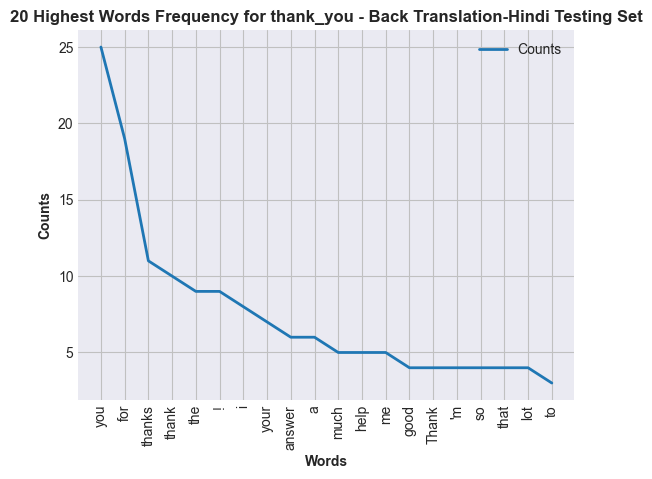 20 Highest Words Frequency for thank_you - Back Translation-Hindi Testing Set
Counts
25
20
15
10
5
Counts
you
for
thanks
thank
the
!
i
your
answer
a
much
help
me
good
Thank
'm
so
that
lot
to
Words